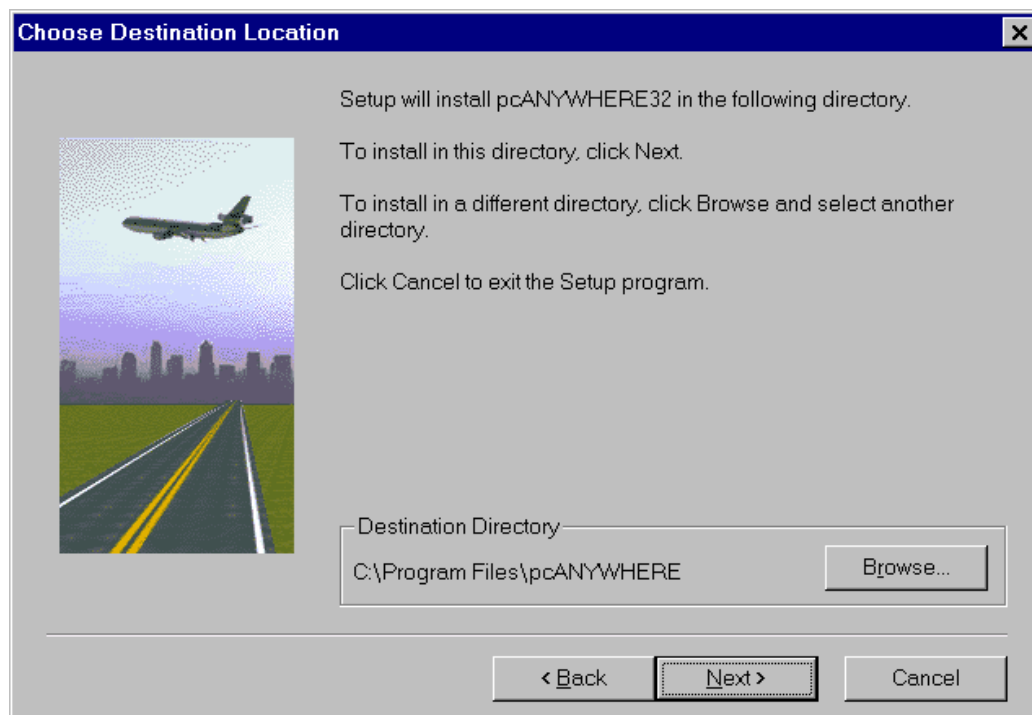 Choose Destination Location
Setup will install pcANYWHERE32 in the following directory.
To install in this directory, click Next.
To install in a different directory, click Browse and select another
directory.
Click Cancel to exit the Setup program.
Destination Directory
C:\Program Files\pcANYWHERE
Browse...
< Back
Next >
Cancel